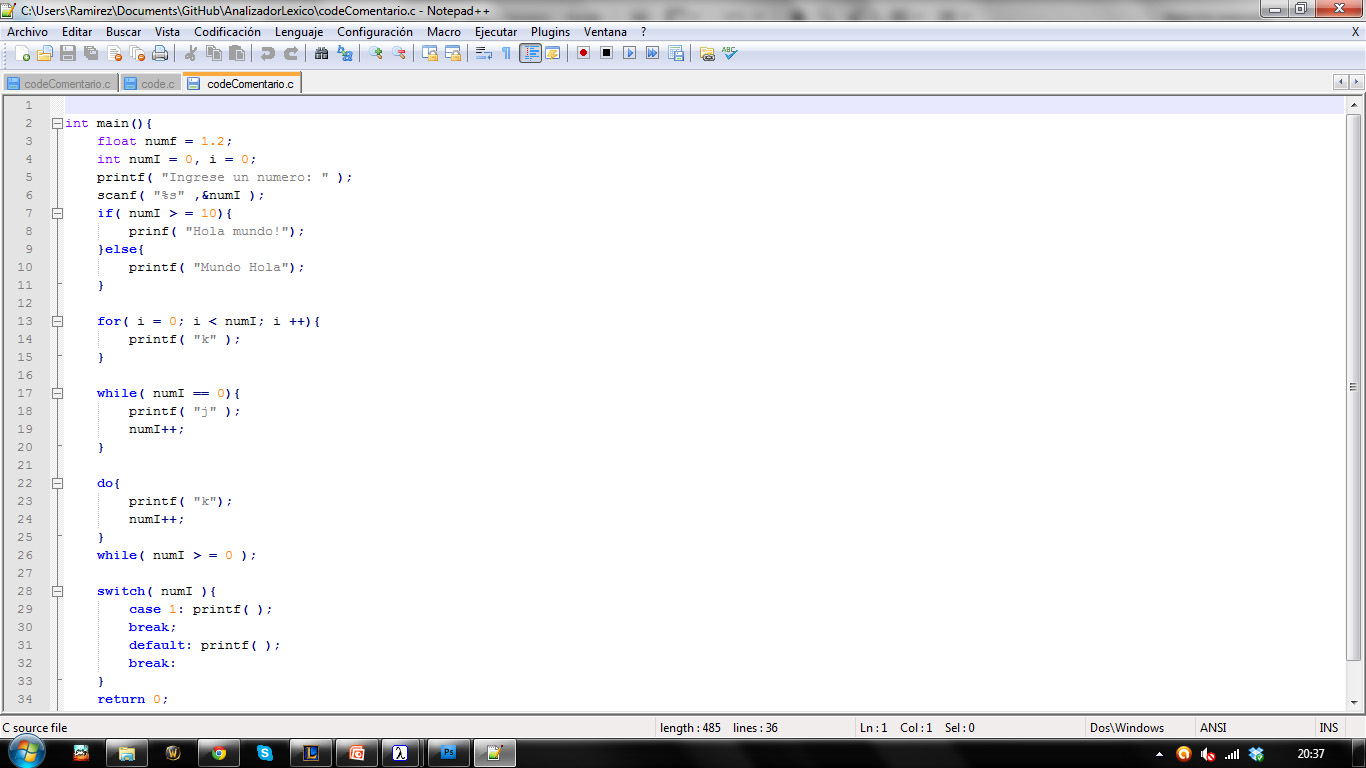 C:\Users\Ramirez\Documents\GitHub\AnalizadorLexico\codeComentario.c - Notepad++
Archivo Editar Buscar Vista Codificación Lenguaje Configuración Macro Ejecutar Plugins Ventana ? X
codeComentario.c code.c codeComentario.c
1
2 int main(){
3 float numf = 1.2;
4 int numI = 0, i = 0;
5 printf( "Ingrese un numero: " );
6 scanf( "%s" ,&numI );
7 if( numI > = 10){
8 prinf( "Hola mundo!");
9 }else{
10 printf( "Mundo Hola");
11 }
12
13 for( i = 0; i < numI; i ++){
14 printf( "k" );
15 }
16
17 while( numI == 0){
18 printf( "j" );
19 numI++;
20 }
21
22 do{
23 printf( "k");
24 numI++;
25 }
26 while( numI > = 0 );
27
28 switch( numI ){
29 case 1: printf( );
30 break;
31 default: printf( );
32 break:
33 }
34 return 0;
C source file length : 485 lines : 36 Ln : 1 Col : 1 Sel : 0 Dos\Windows ANSI INS
20:37